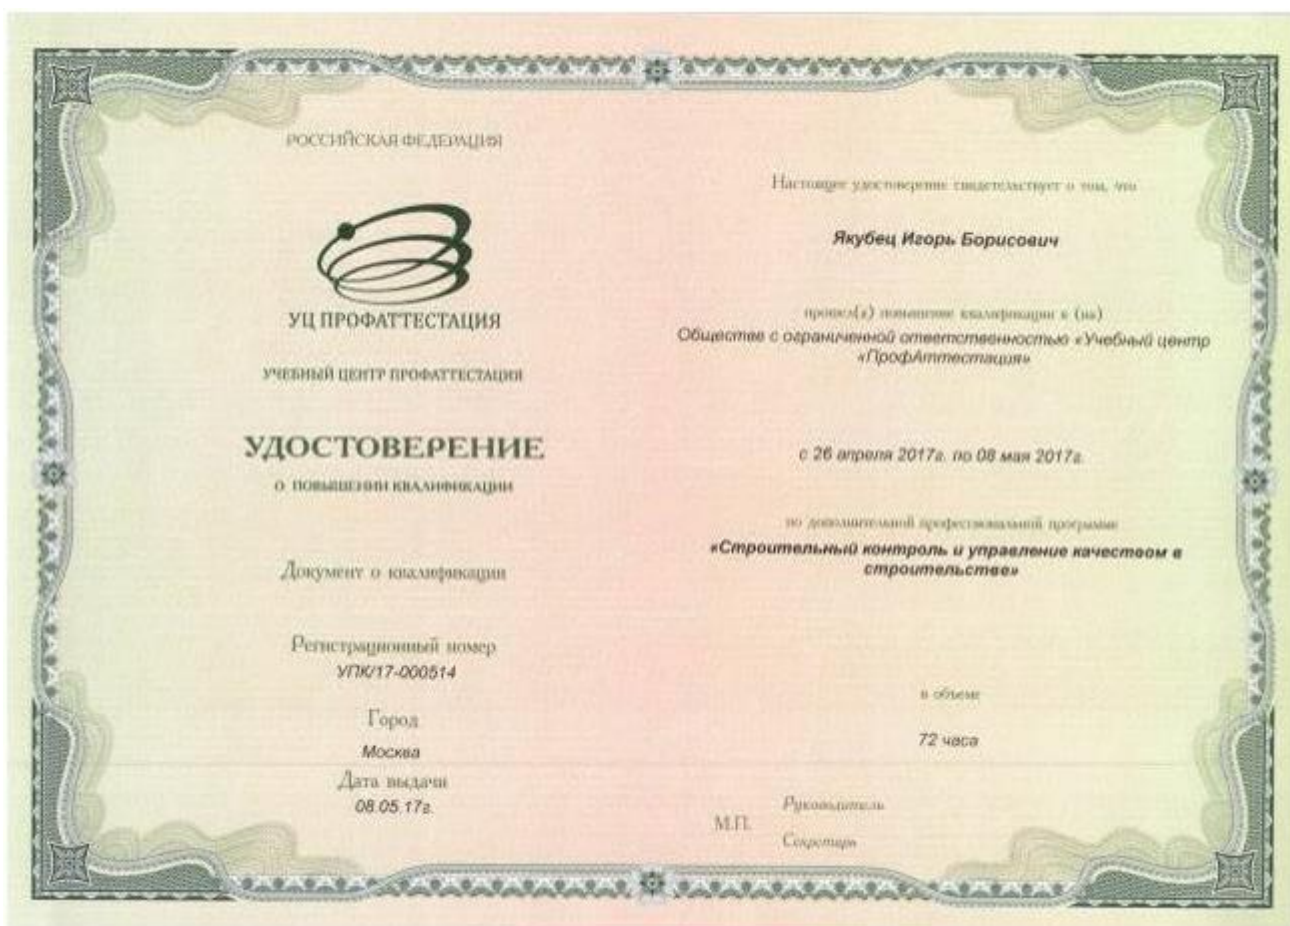 РОССИЙСКАЯ ФЕДЕРАЦИЯ
УЦ ПРОФАТТЕСТАЦИЯ
УЧЕБНЫЙ ЦЕНТР ПРОФАТТЕСТАЦИЯ
УДОСТОВЕРЕНИЕ
О ПОВЫШЕНИИ КВАЛИФИКАЦИИ
Документ о квалификации
Регистрационный номер
УПК/17-000514
Город
Москва
Дата выдачи
08.05.17г.
Настоящее удостоверение свидетельствует о том, что
Якубец Игорь Борисович
прошел(а) повышение квалификации в (на)
Обществе с ограниченной ответственностью «Учебный центр
«ПрофАттестация»
с 26 апреля 2017г. по 08 мая 2017г.
по дополнительной профессиональной программе
«Строительный контроль и управление качеством в
строительстве»
в объеме
72 часа
Руководитель
М.П.
Секретарь